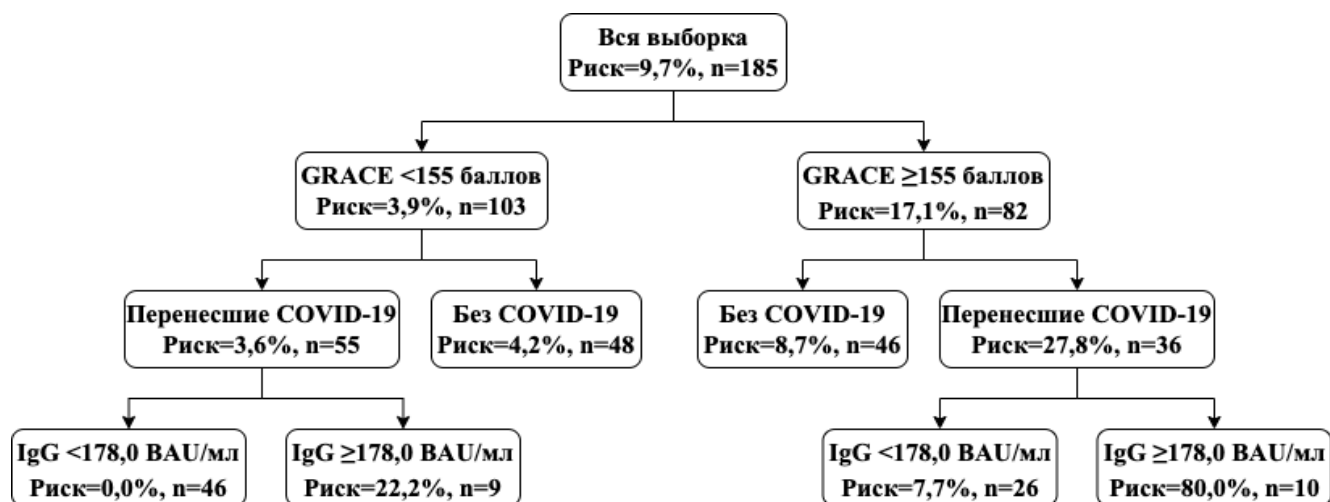 Вся выборка
Риск=9,7%, n=185
GRACE <155 баллов
Риск=3,9%, n=103
GRACE ≥155 баллов
Риск=17,1%, n=82
Перенесшие COVID-19
Риск=3,6%, n=55
Без COVID-19
Риск=4,2%, n=48
Без COVID-19
Риск=8,7%, n=46
Перенесшие COVID-19
Риск=27,8%, n=36
IgG <178,0 BAU/мл
Риск=0,0%, n=46
IgG ≥178,0 BAU/мл
Риск=22,2%, n=9
IgG <178,0 BAU/мл
Риск=7,7%, n=26
IgG ≥178,0 BAU/мл
Риск=80,0%, n=10